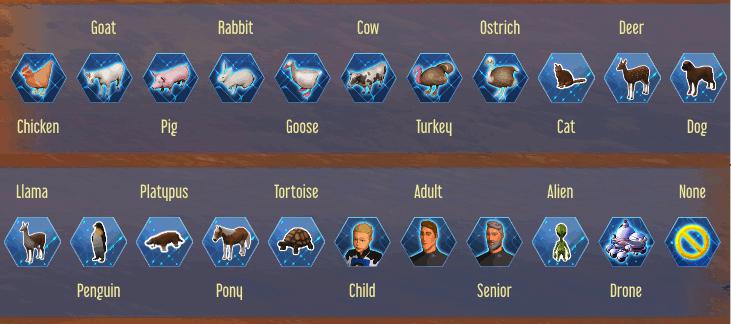 Goat Rabbit Cow Ostrich Deer
Chicken Pig Goose Turkey Cat Dog
Llama Platypus Tortoise Adult Alien None
Penguin Pony Child Senior Drone